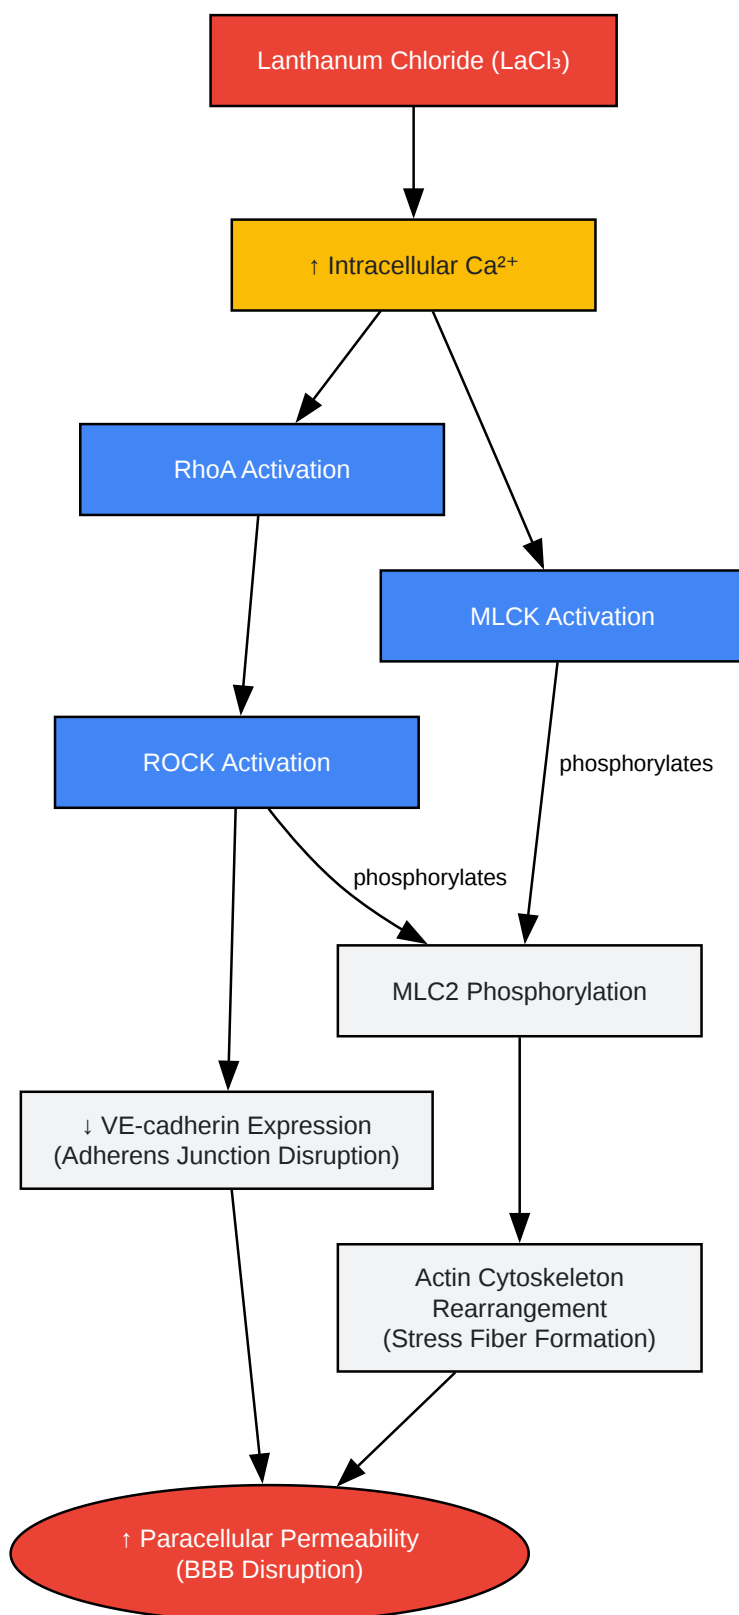 Lanthanum Chloride (LaCl₃)
↑ Intracellular Ca²⁺
RhoA Activation
MLCK Activation
ROCK Activation
phosphorylates
phosphorylates
MLC2 Phosphorylation
↓ VE-cadherin Expression
(Adherens Junction Disruption)
Actin Cytoskeleton
Rearrangement
(Stress Fiber Formation)
↑ Paracellular Permeability
(BBB Disruption)